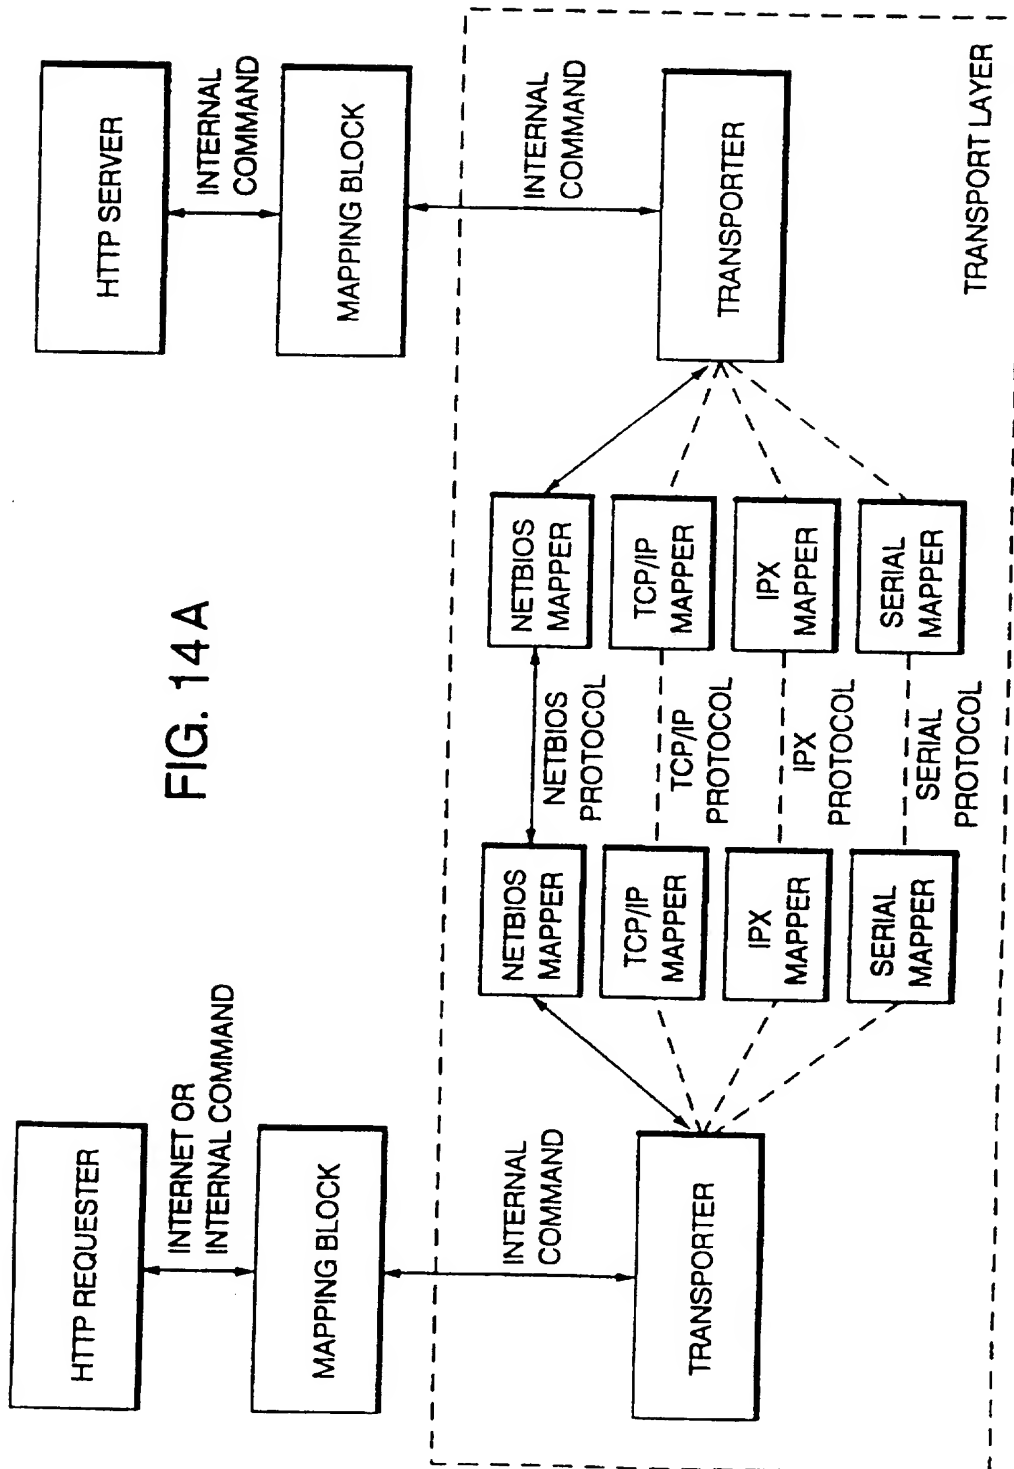 FIG. 14A
HTTP REQUESTER
INTERNET OR
INTERNAL COMMAND
MAPPING BLOCK
INTERNAL
COMMAND
TRANSPORTER
HTTP SERVER
INTERNAL
COMMAND
MAPPING BLOCK
INTERNAL
COMMAND
TRANSPORTER
NETBIOS
MAPPER
NETBIOS
PROTOCOL
NETBIOS
MAPPER
TCP/IP
MAPPER
TCP/IP
PROTOCOL
TCP/IP
MAPPER
IPX
MAPPER
IPX
PROTOCOL
IPX
MAPPER
SERIAL
MAPPER
SERIAL
PROTOCOL
SERIAL
MAPPER
TRANSPORT LAYER